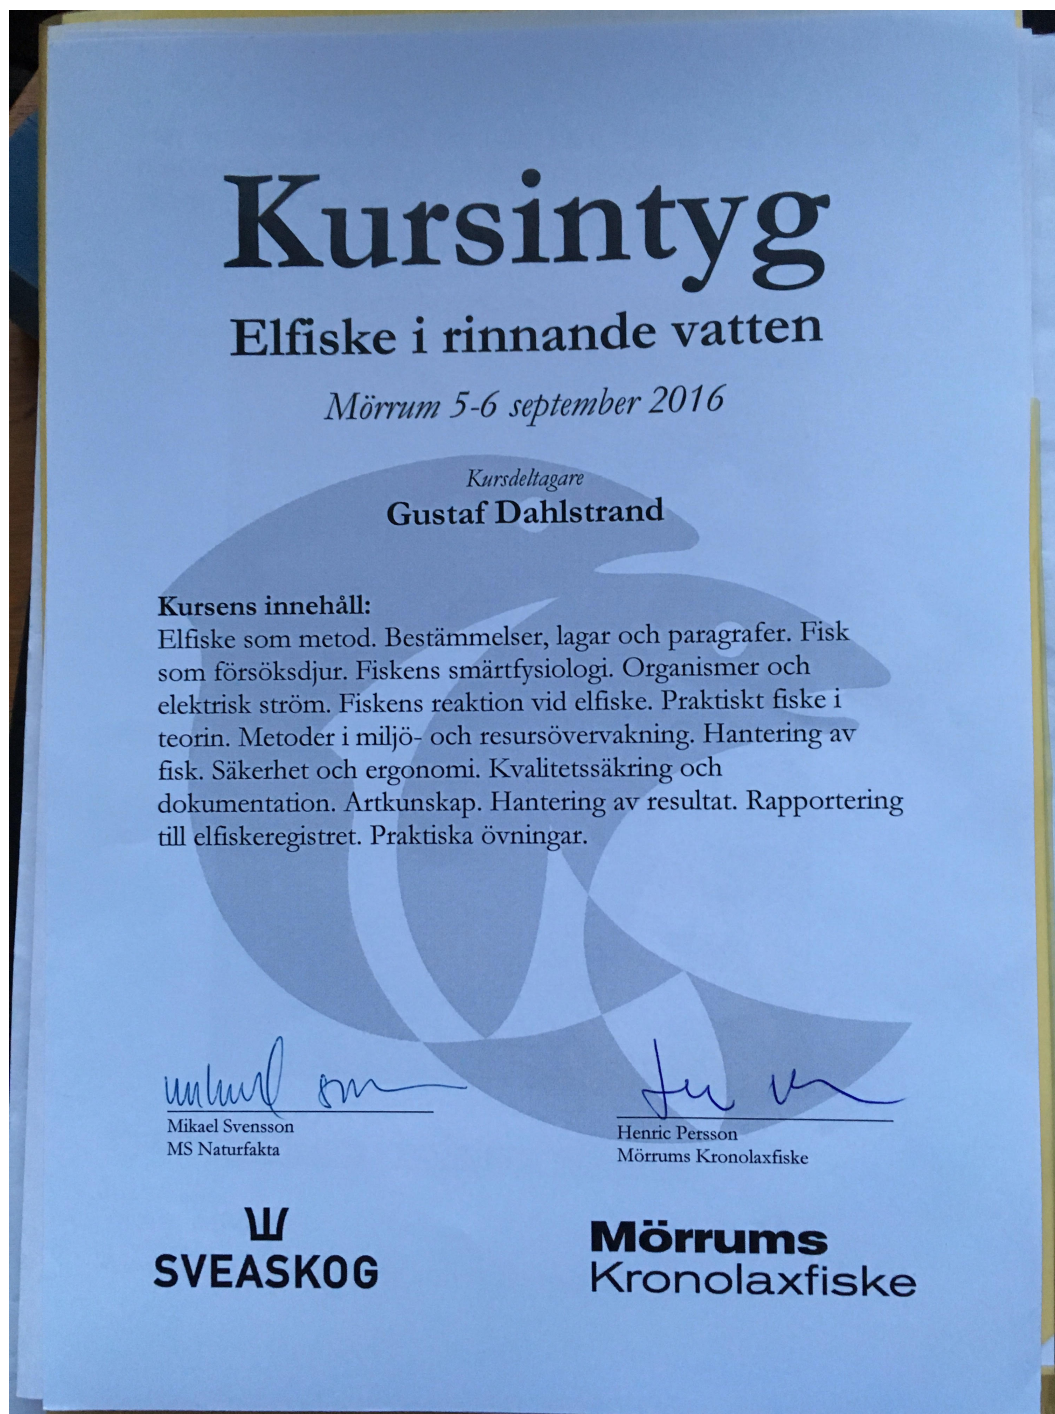 Kursintyg
Elfiske i rinnande vatten
Mörrum 5-6 september 2016
Kursdeltagare
Gustaf Dahlstrand
Kursens innehåll:
Elfiske som metod. Bestämmelser, lagar och paragrafer. Fisk
som försöksdjur. Fiskens smärtfysiologi. Organismer och
elektrisk ström. Fiskens reaktion vid elfiske. Praktiskt fiske i
teorin. Metoder i miljö- och resursövervakning. Hantering av
fisk. Säkerhet och ergonomi. Kvalitetssäkring och
dokumentation. Artkunskap. Hantering av resultat. Rapportering
till elfiskeregistret. Praktiska övningar.
Mikael Svensson
MS Naturfakta
Henric Persson
Mörrums Kronolaxfiske
SVEASKOG
Mörrums
Kronolaxfiske